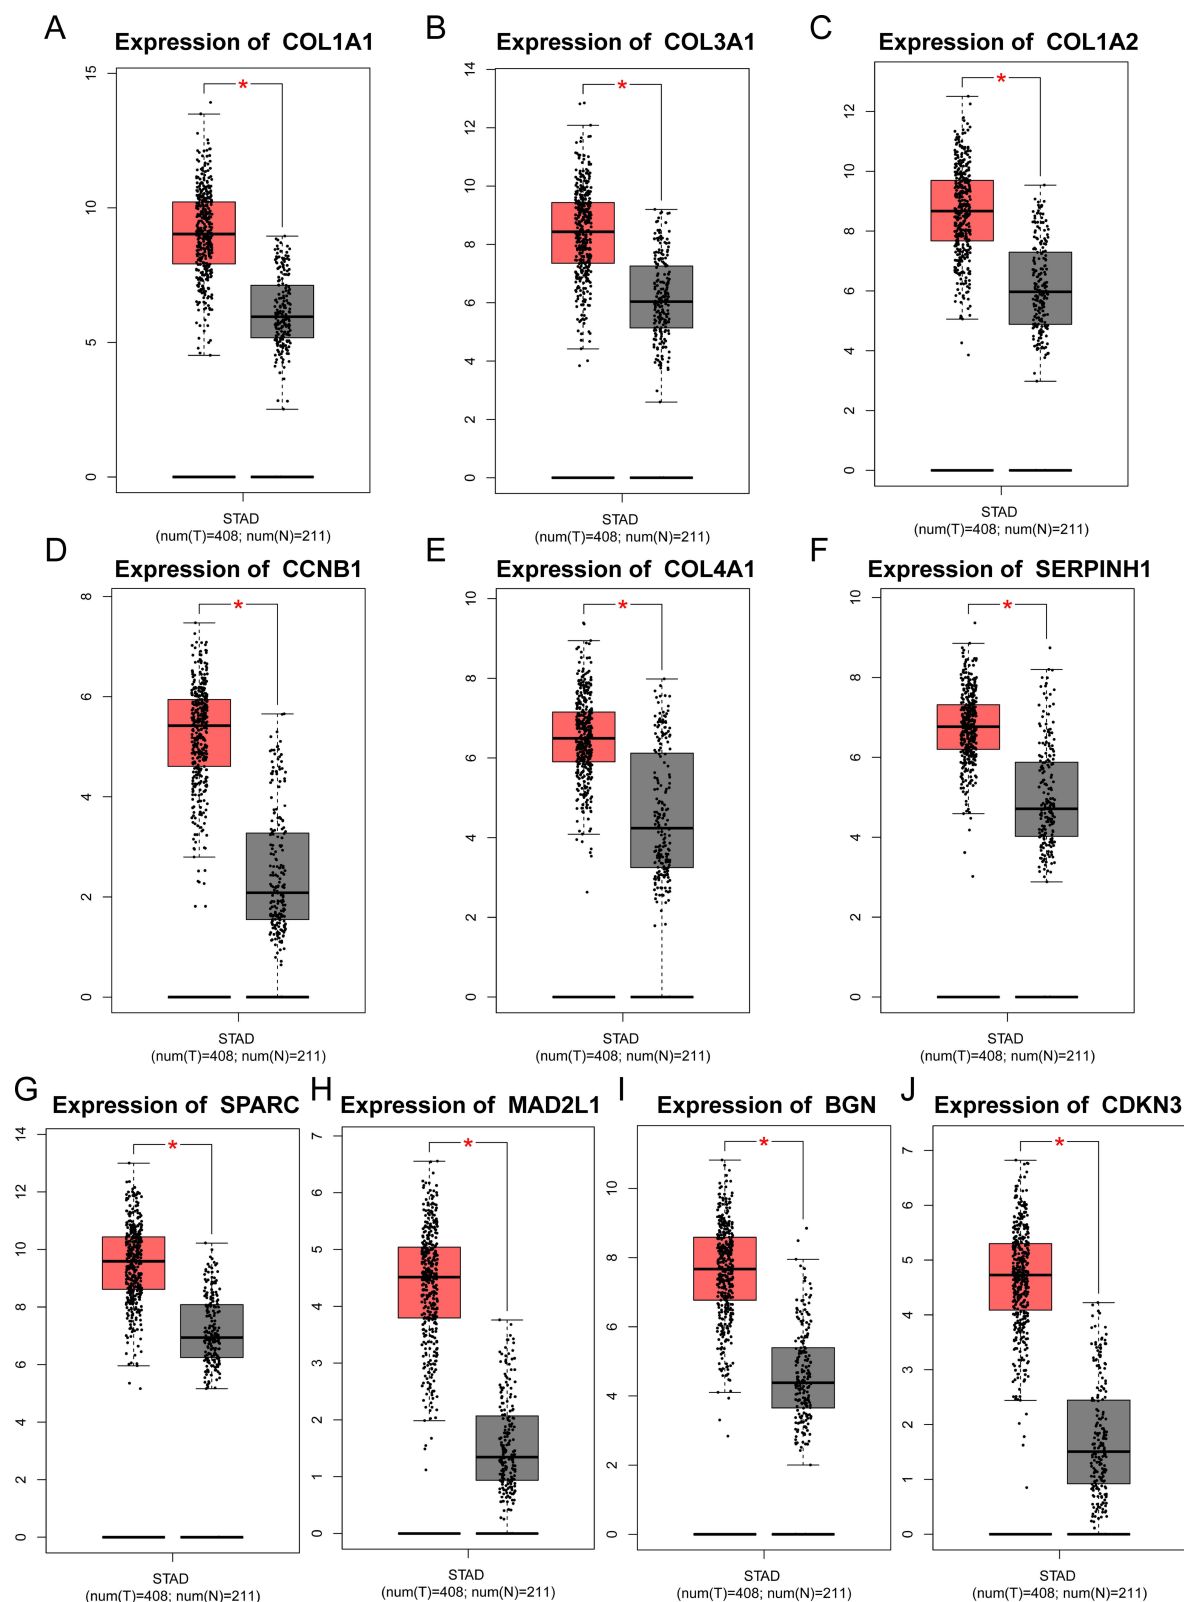 A
Expression of COL1A1
15
10
5
0
*
STAD
(num(T)=408; num(N)=211)
B
Expression of COL3A1
14
12
10
8
6
4
2
0
*
STAD
(num(T)=408; num(N)=211)
C
Expression of COL1A2
12
10
8
6
4
2
0
*
STAD
(num(T)=408; num(N)=211)
D
Expression of CCNB1
8
6
4
2
0
*
STAD
(num(T)=408; num(N)=211)
E
Expression of COL4A1
10
8
6
4
2
0
*
STAD
(num(T)=408; num(N)=211)
F
Expression of SERPINH1
10
8
6
4
2
0
*
STAD
(num(T)=408; num(N)=211)
G
Expression of SPARC
14
12
10
8
6
4
2
0
*
STAD
(num(T)=408; num(N)=211)
H
Expression of MAD2L1
7
6
5
4
3
2
1
0
*
STAD
(num(T)=408; num(N)=211)
I
Expression of BGN
10
8
6
4
2
0
*
STAD
(num(T)=408; num(N)=211)
J
Expression of CDKN3
7
6
5
4
3
2
1
0
*
STAD
(num(T)=408; num(N)=211)